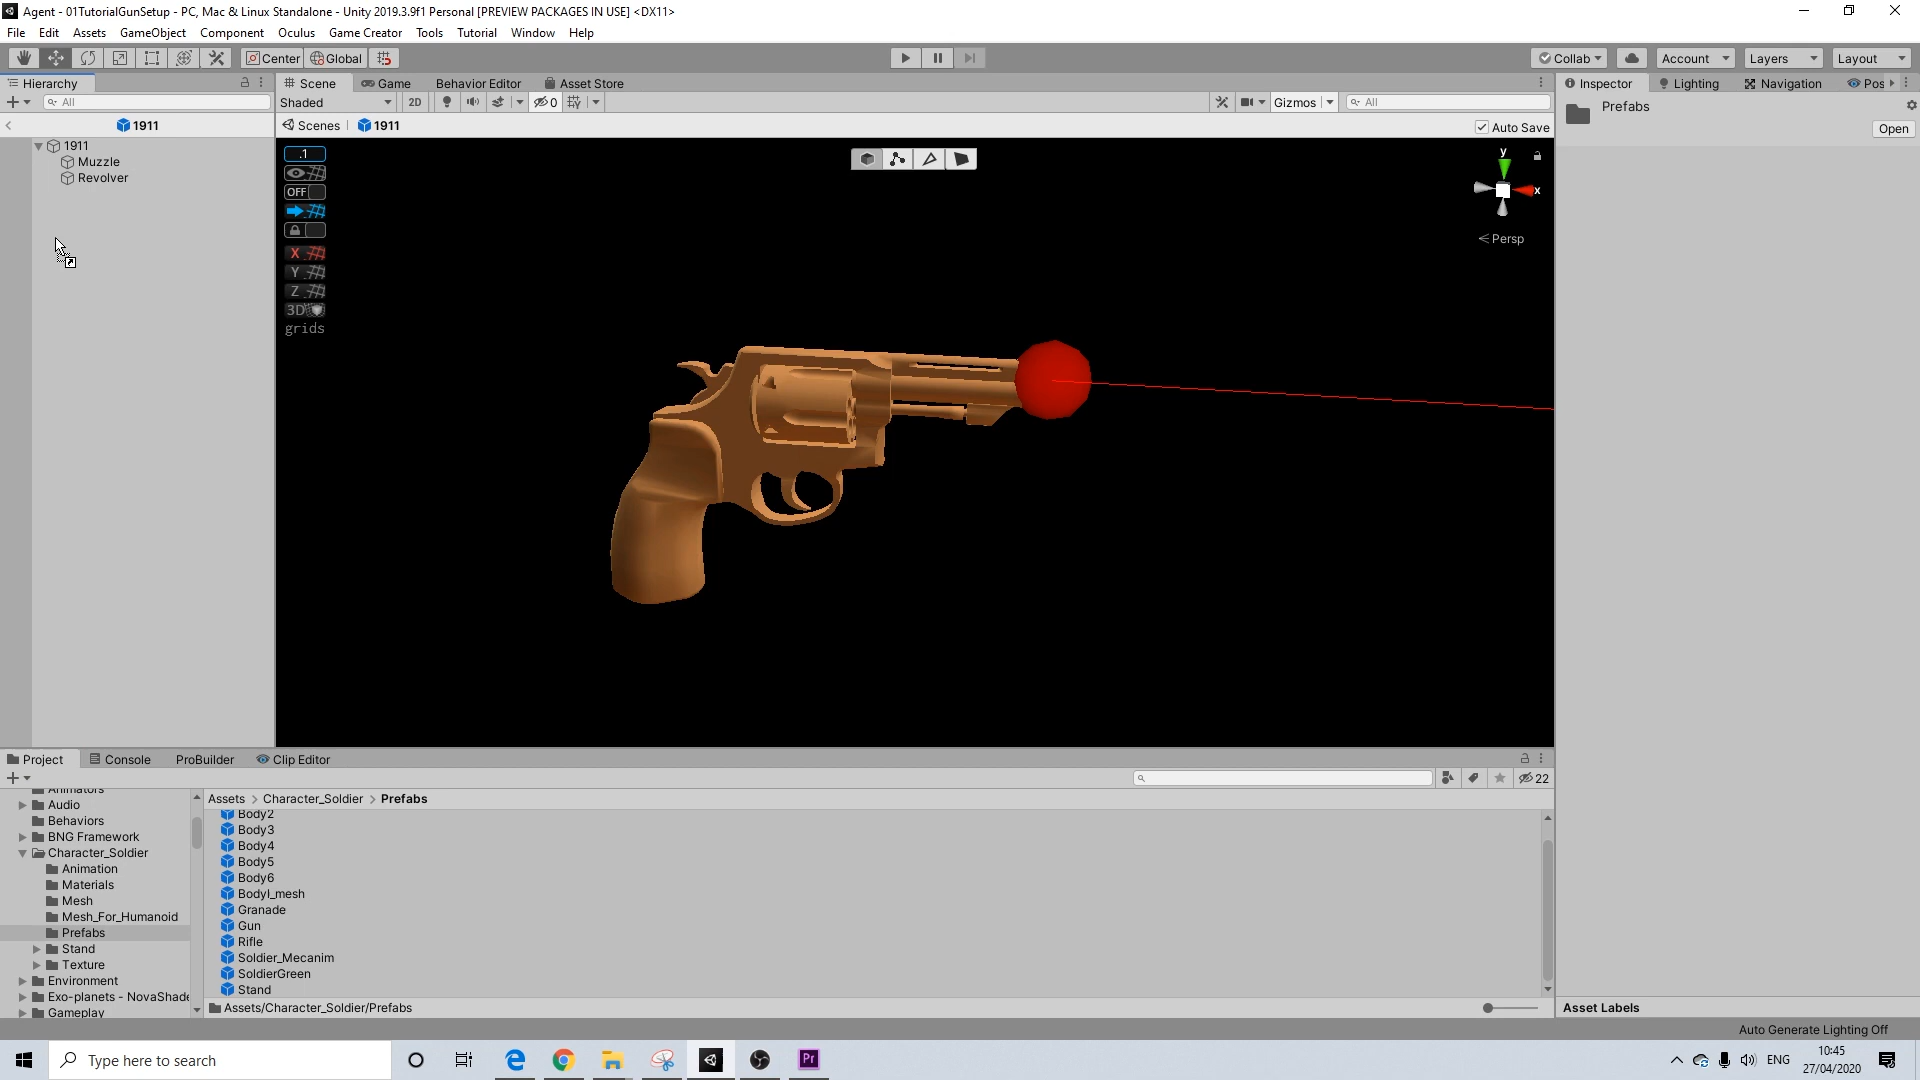 Agent - 01TutorialGunSetup - PC, Mac & Linux Standalone - Unity 2019.3.9f1 Personal [PREVIEW PACKAGES IN USE] <DX11>
File Edit Assets GameObject Component Oculus Game Creator Tools Tutorial Window Help
Center Global Collab Account Layers Layout
Hierarchy Scene Game Behavior Editor Asset Store Inspector Lighting Navigation Pos
All Shaded 2D 0 Gizmos All Prefabs
Open
1911 Scenes 1911 Auto Save
1911
Muzzle
Revolver
.1
OFF
X
Y
Z
3D
grids
y
x
Persp
Project Console ProBuilder Clip Editor
22
Assets > Character_Soldier > Prefabs
Animators
Audio
Behaviors
BNG Framework
Character_Soldier
Animation
Materials
Mesh
Mesh_For_Humanoid
Prefabs
Stand
Texture
Environment
Exo-planets - NovaShade
Gameplay
Body2
Body3
Body4
Body5
Body6
Bodyl_mesh
Granade
Gun
Rifle
Soldier_Mecanim
SoldierGreen
Stand
Assets/Character_Soldier/Prefabs
Asset Labels
Auto Generate Lighting Off
Type here to search
Pr
ENG
10:45
27/04/2020